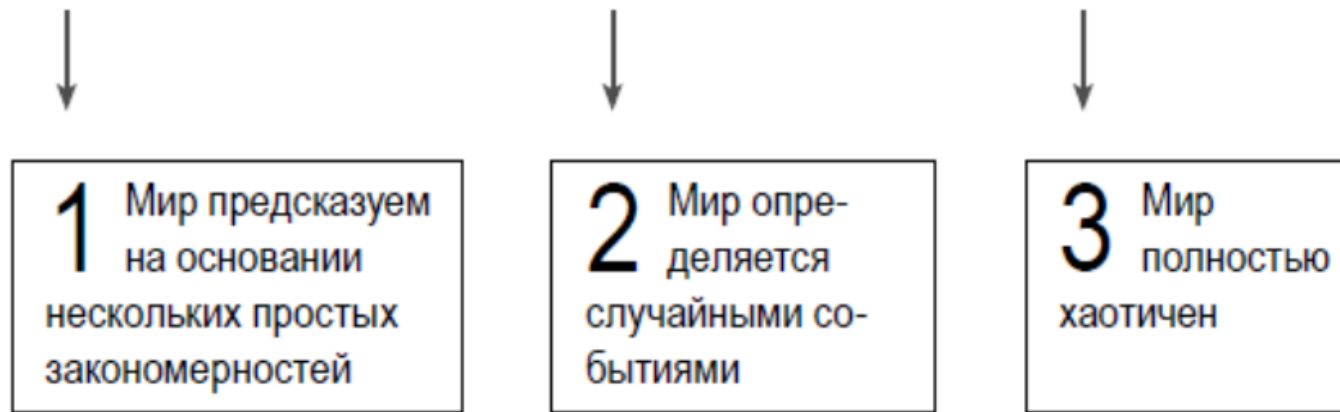 1 Мир предсказуем
на основании
нескольких простых
закономерностей
2 Мир опре-
деляется
случайными со-
бытиями
3 Мир
полностью
хаотичен